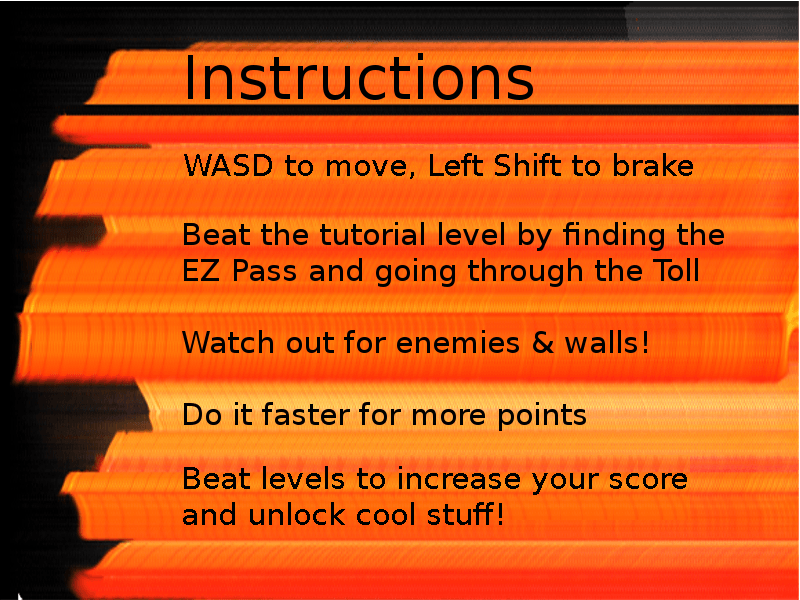 Instructions
WASD to move, Left Shift to brake
Beat the tutorial level by finding the
EZ Pass and going through the Toll
Watch out for enemies & walls!
Do it faster for more points
Beat levels to increase your score
and unlock cool stuff!